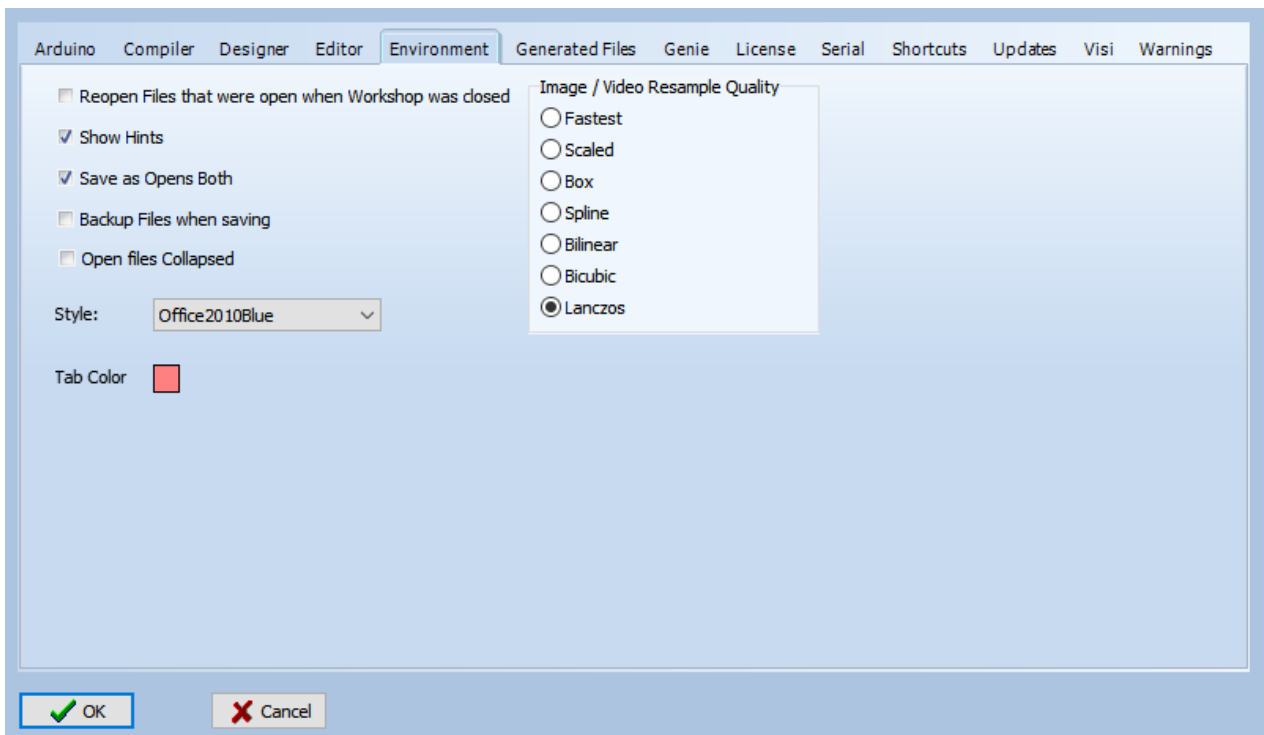 Arduino Compiler Designer Editor Environment Generated Files Genie License Serial Shortcuts Updates Visi Warnings
Reopen Files that were open when Workshop was closed
Show Hints
Save as Opens Both
Backup Files when saving
Open files Collapsed
Style: Office2010Blue
Tab Color
Image / Video Resample Quality
Fastest
Scaled
Box
Spline
Bilinear
Bicubic
Lanczos
OK Cancel